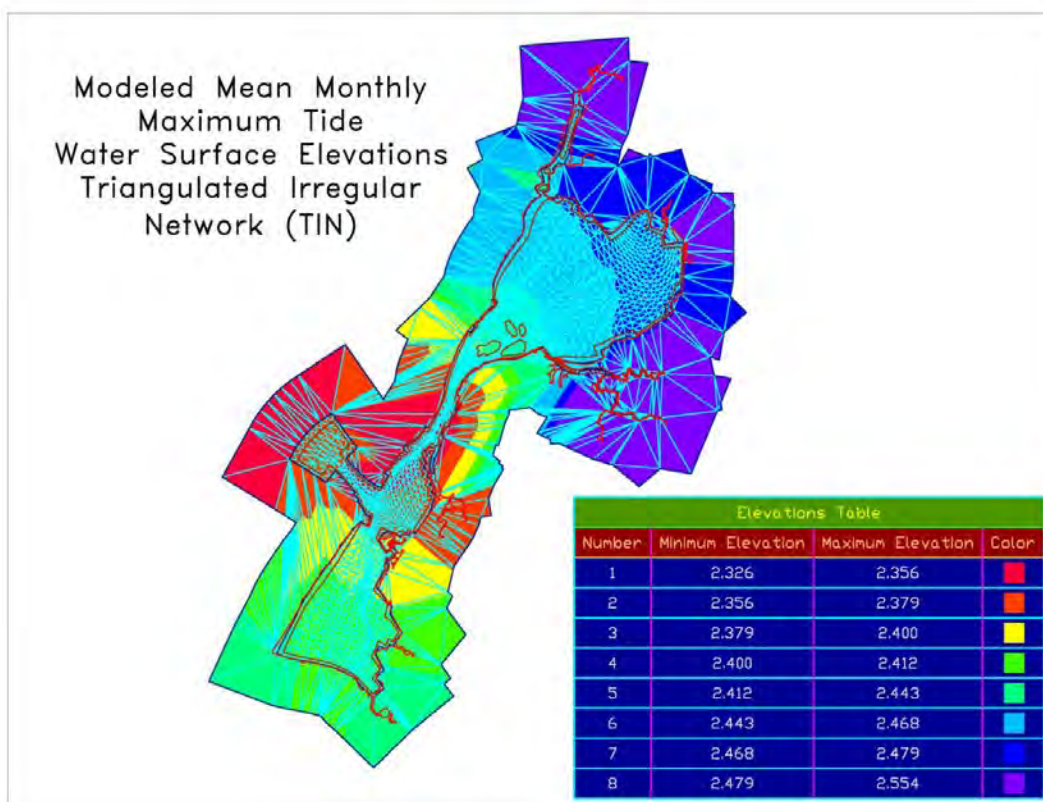 Modeled Mean Monthly
Maximum Tide
Water Surface Elevations
Triangulated Irregular
Network (TIN)
Elevations Table
Number Minimum Elevation Maximum Elevation Color
1 2.326 2.356
2 2.356 2.379
3 2.379 2.400
4 2.400 2.412
5 2.412 2.443
6 2.443 2.468
7 2.468 2.479
8 2.479 2.554